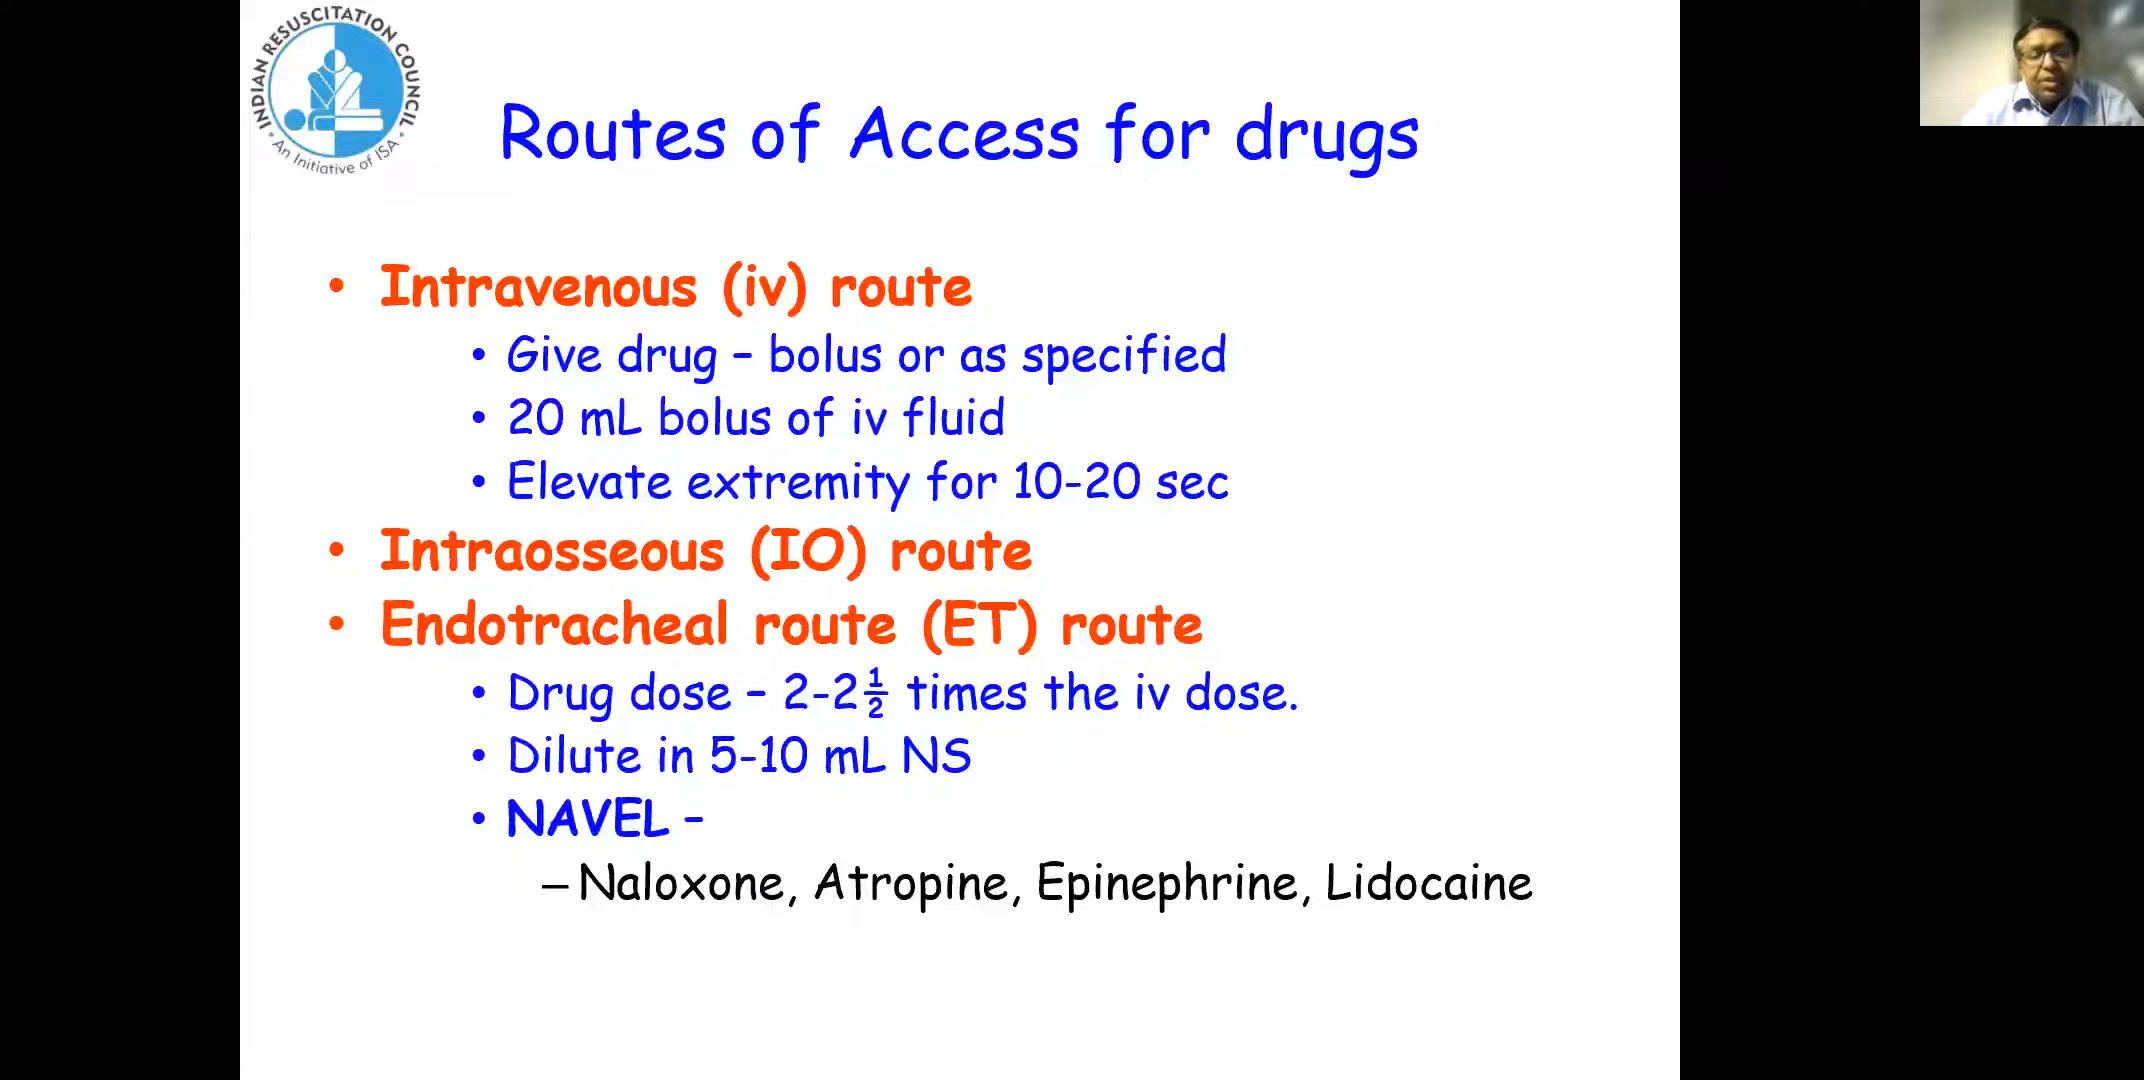 INDIAN RESUSCITATION COUNCIL
An Initiative of ISA
Routes of Access for drugs
• Intravenous (iv) route
• Give drug – bolus or as specified
• 20 mL bolus of iv fluid
• Elevate extremity for 10-20 sec
• Intraosseous (IO) route
• Endotracheal route (ET) route
• Drug dose – 2-2½ times the iv dose.
• Dilute in 5-10 mL NS
• NAVEL –
– Naloxone, Atropine, Epinephrine, Lidocaine